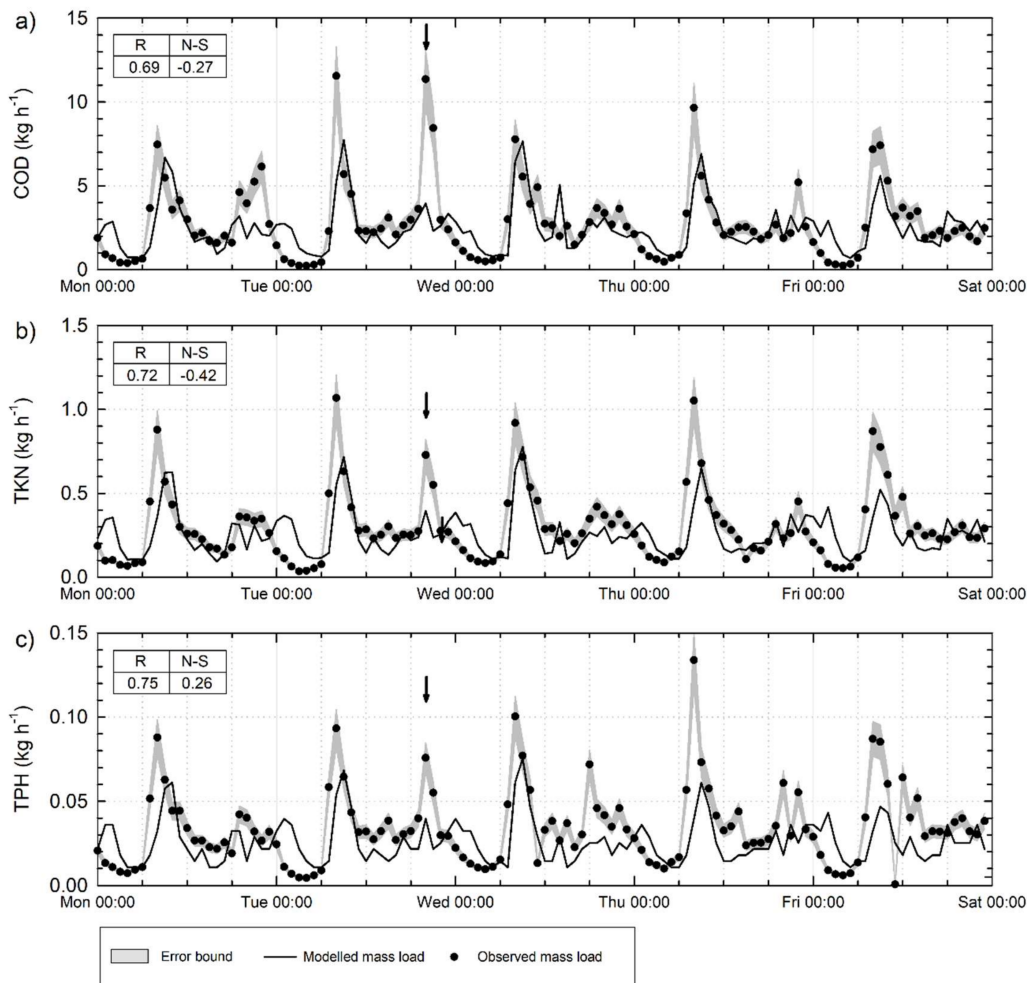 a)
R N-S
0.69 -0.27
COD (kg h-1)
15
10
5
0
Mon 00:00 Tue 00:00 Wed 00:00 Thu 00:00 Fri 00:00 Sat 00:00
b)
R N-S
0.72 -0.42
TKN (kg h-1)
1.5
1.0
0.5
0.0
Mon 00:00 Tue 00:00 Wed 00:00 Thu 00:00 Fri 00:00 Sat 00:00
c)
R N-S
0.75 0.26
TPH (kg h-1)
0.15
0.10
0.05
0.00
Mon 00:00 Tue 00:00 Wed 00:00 Thu 00:00 Fri 00:00 Sat 00:00
Error bound Modelled mass load Observed mass load